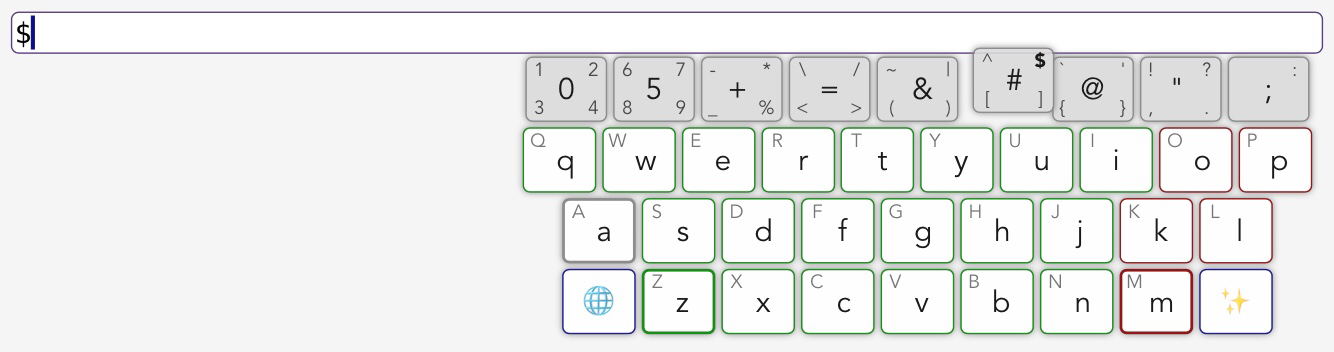 $
1 2 6 7 - * \ / ~ | ^ $ ` ' ! ? :
0 5 + = & # @ " ;
3 4 8 9 _ % < > ( ) [ ] { } , .
Q q W w E e R r T t Y y U u I i O o P p
A a S s D d F f G g H h J j K k L l
Z z X x C c V v B b N n M m